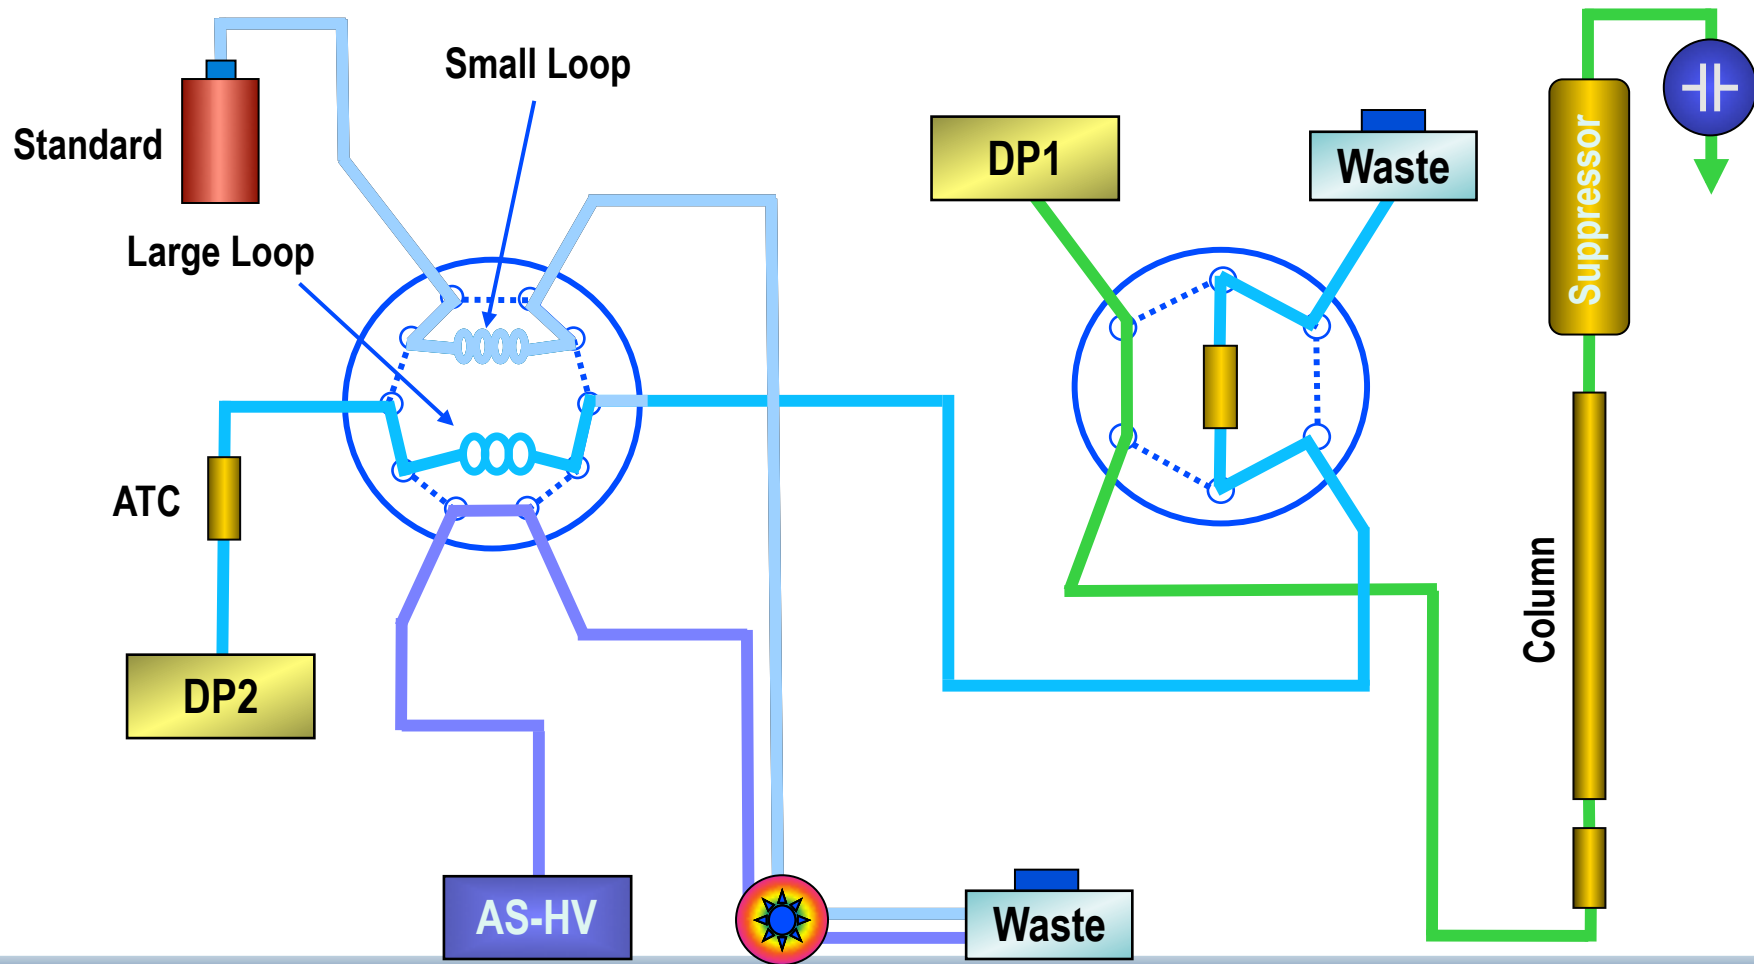 Small Loop
Standard
DP1
Waste
Suppressor
Large Loop
ATC
Column
DP2
AS-HV
Waste